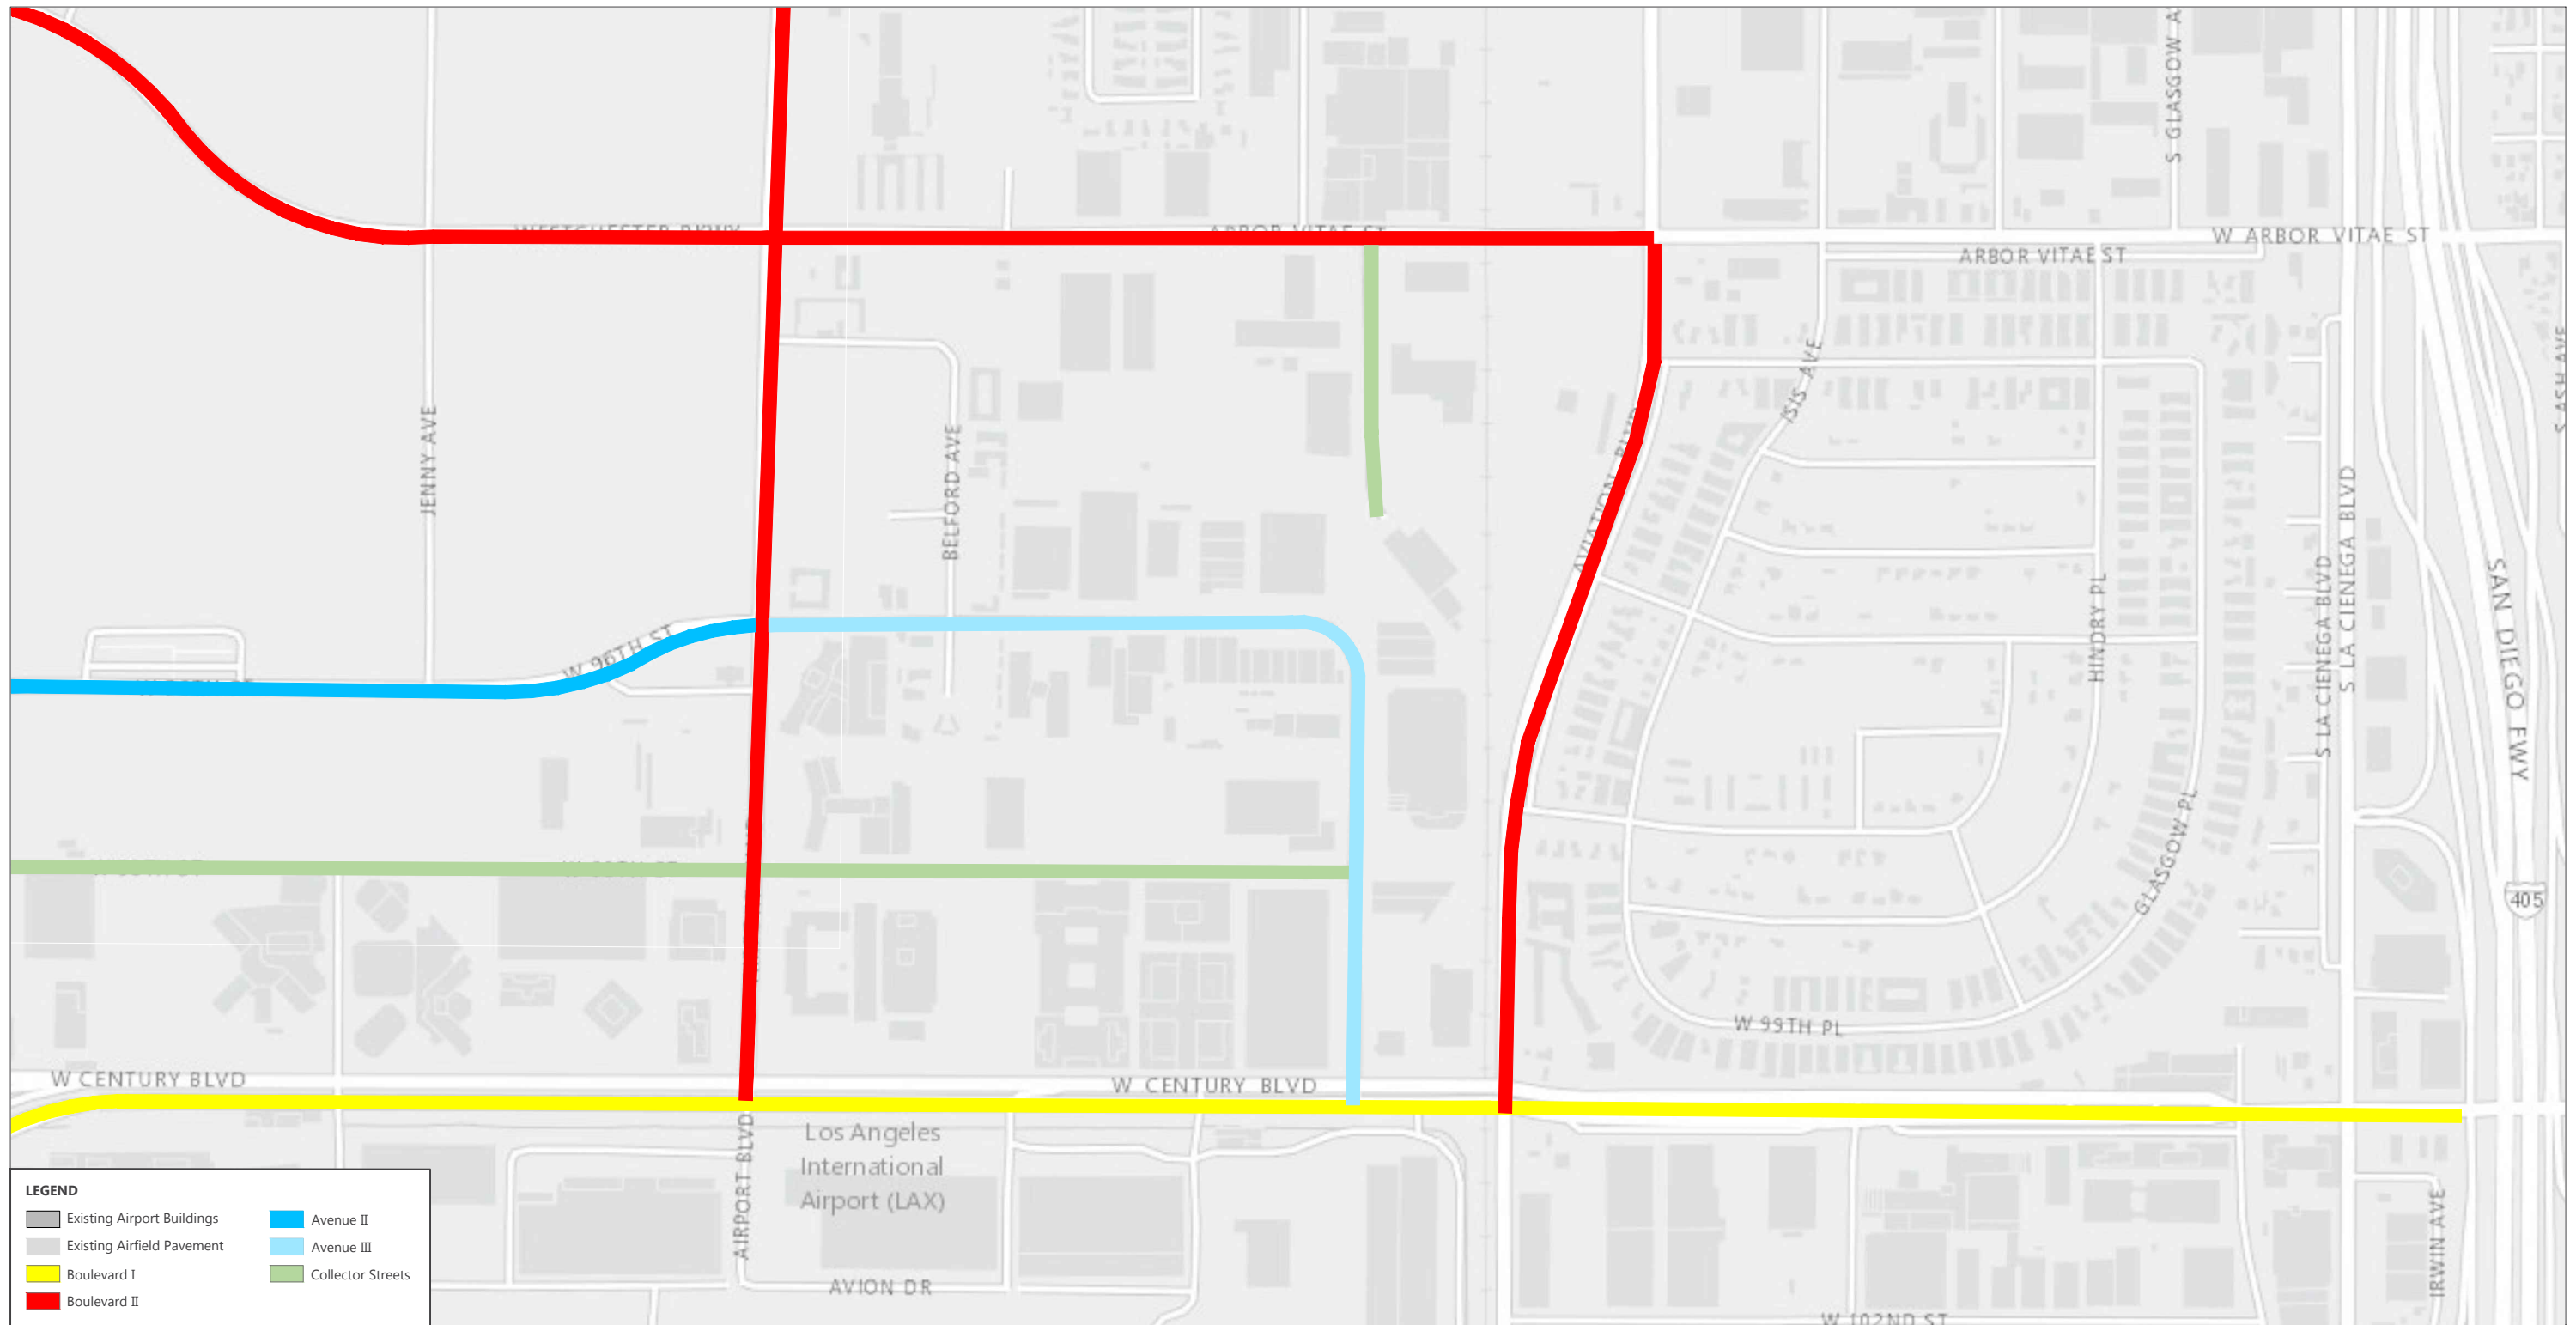 S GLASGOW A
W ARBOR VITAE ST
ARBOR VITAE ST
ISIS AVE
JENNY AVE
BELFORD AVE
S LA CIENEGA BLVD
S LA CIENEGA BLVD
HINDRY PL
SAN DIEGO FWY
W 96TH ST
GLASGOW PL
405
W 99TH PL
W CENTURY BLVD
W CENTURY BLVD
AIRPORT BLVD
Los Angeles
International
Airport (LAX)
AVION DR
IRWIN AVE
W 102ND ST
LEGEND
Existing Airport Buildings
Existing Airfield Pavement
Boulevard I
Boulevard II
Avenue II
Avenue III
Collector Streets